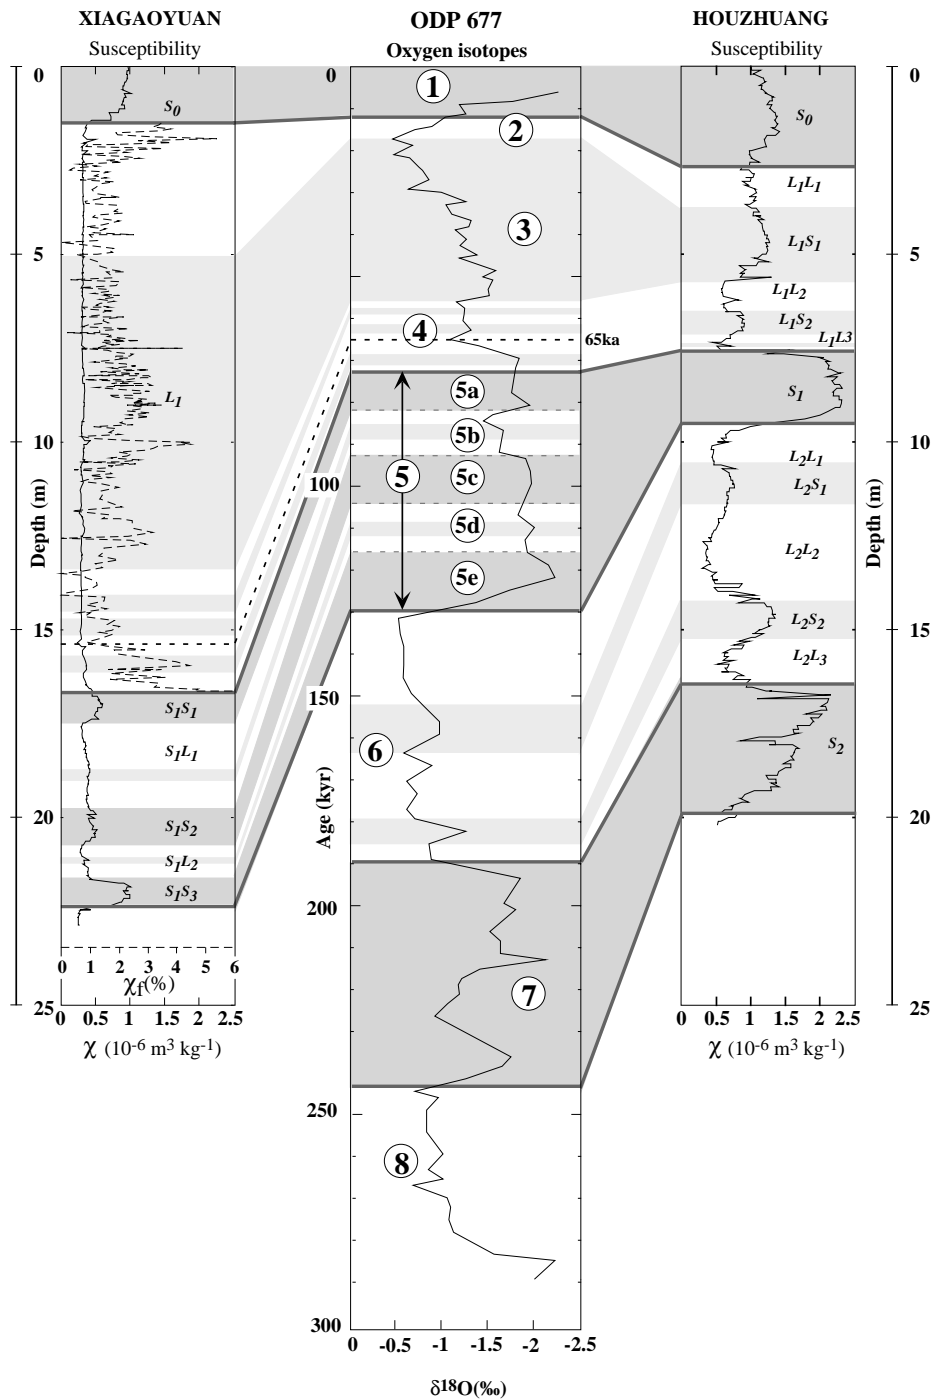 XIAGAOYUAN
ODP 677
HOUZHUANG
Susceptibility
Oxygen isotopes
Susceptibility
0
0
0
1
S0
S0
2
L1L1
3
L1S1
5
5
L1L2
L1S2
4
L1L3
65ka
5a
L1
S1
5b
10
10
L2L1
Depth (m)
100
5
5c
L2S1
Depth (m)
5d
L2L2
5e
15
L2S2
15
L2L3
S1S1
150
S1L1
6
S2
Age (kyr)
20
S1S2
20
S1L2
S1S3
200
0 1 2 3 4 5 6
χf(%)
7
25
25
0 0.5 1 1.5 2 2.5
0 0.5 1 1.5 2 2.5
χ (10-6 m3 kg-1)
χ (10-6 m3 kg-1)
250
8
300
0 -0.5 -1 -1.5 -2 -2.5
δ18O(‰)